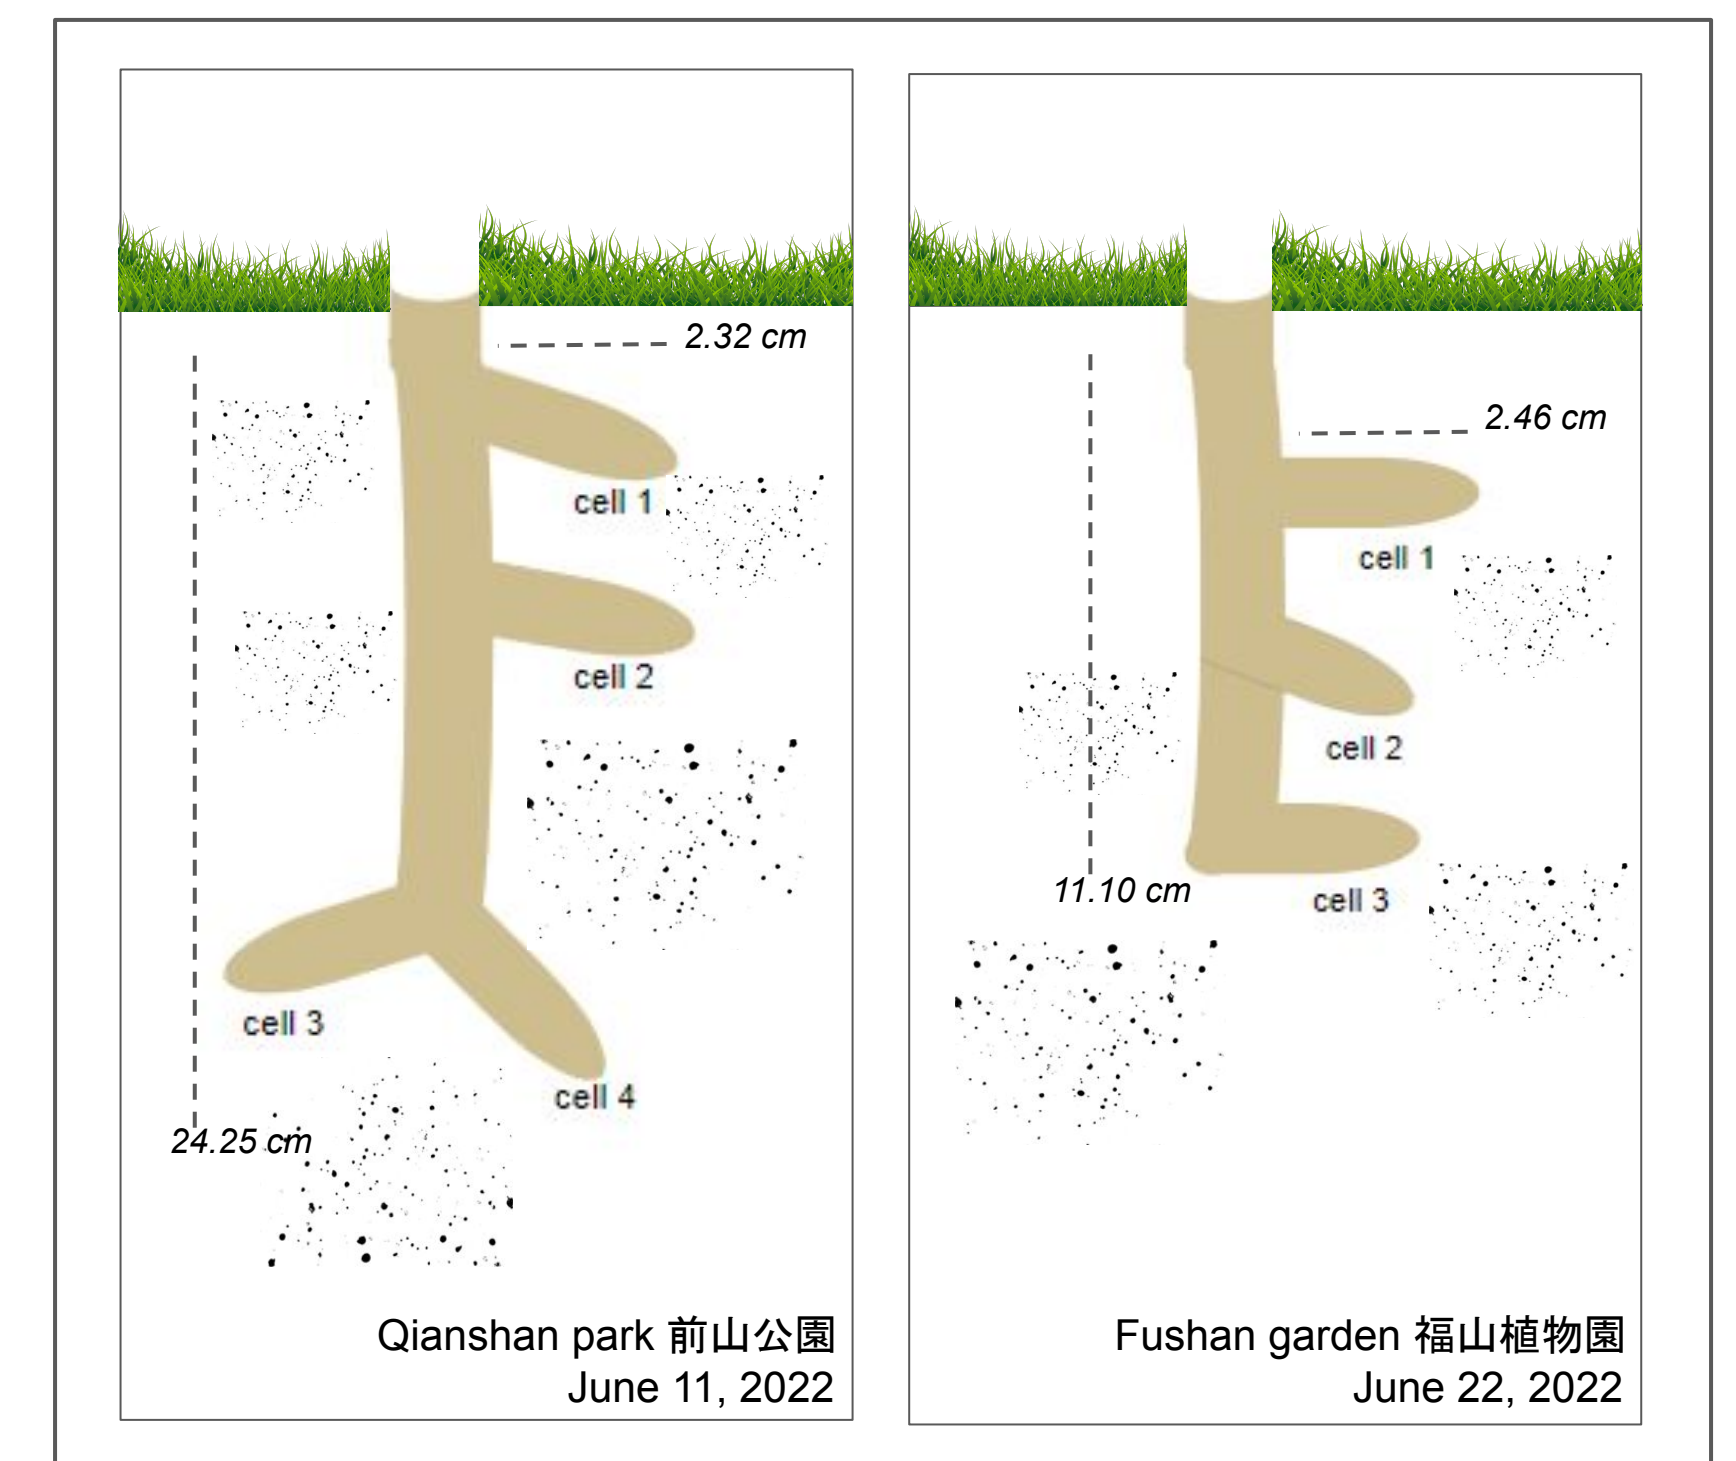 2.32 cm
cell 1
cell 2
cell 3
cell 4
24.25 cm
Qianshan park 前山公園
June 11, 2022
2.46 cm
cell 1
cell 2
11.10 cm
cell 3
Fushan garden 福山植物園
June 22, 2022